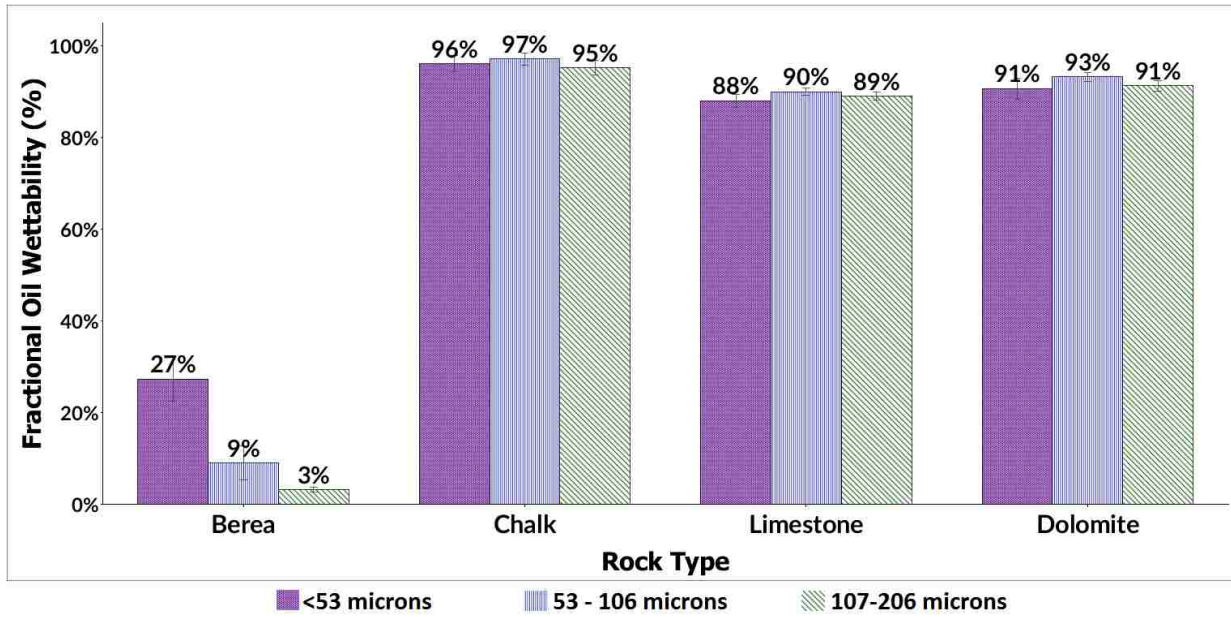 Fractional Oil Wettability (%)
100%
80%
60%
40%
20%
0%
27%
9%
3%
96%
97%
95%
88%
90%
89%
91%
93%
91%
Berea
Chalk
Limestone
Dolomite
Rock Type
<53 microns
53 - 106 microns
107-206 microns